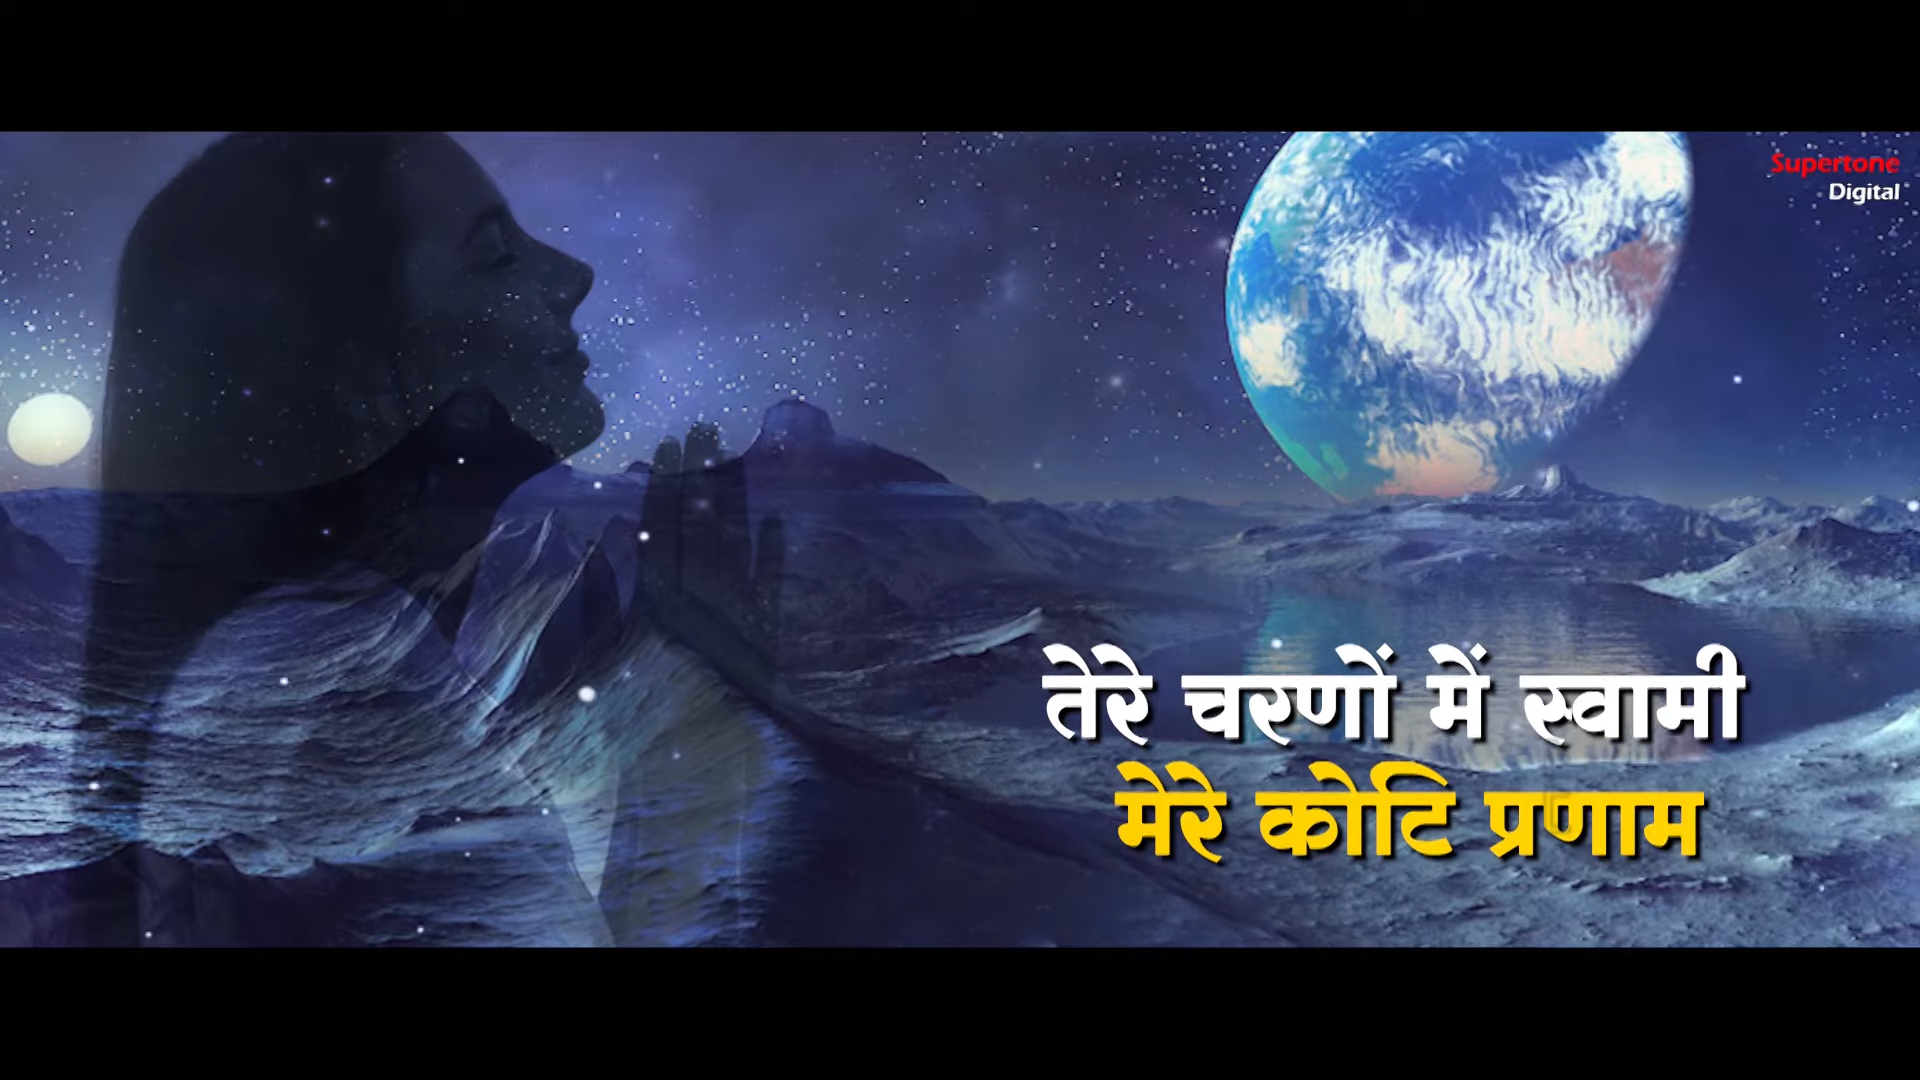 Supertone
Digital
तेरे चरणों में स्वामी
मेरे कोटि प्रणाम